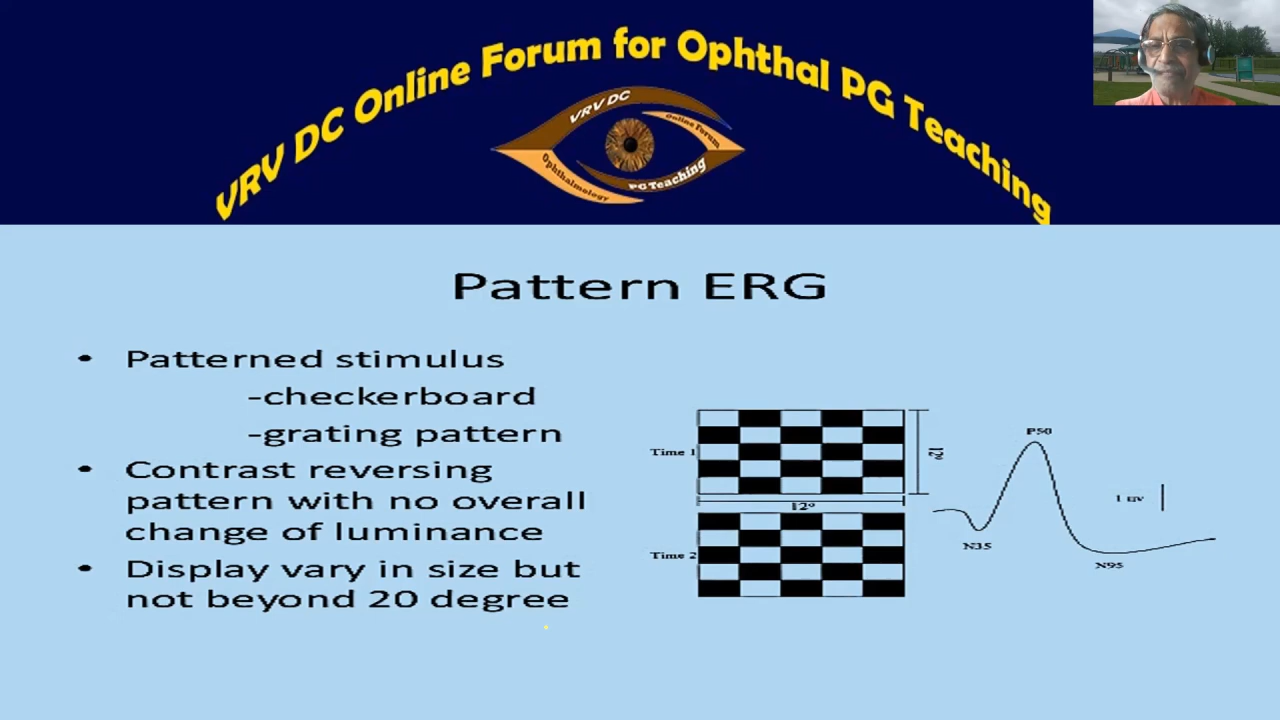 VRV DC Online Forum for Ophthal PG Teaching
VRV DC
Online Forum
Ophthalmology
PG Teaching
Pattern ERG
• Patterned stimulus
-checkerboard
-grating pattern
• Contrast reversing
pattern with no overall
change of luminance
• Display vary in size but
not beyond 20 degree
Time 1
12º
12º
Time 2
P50
N35
N95